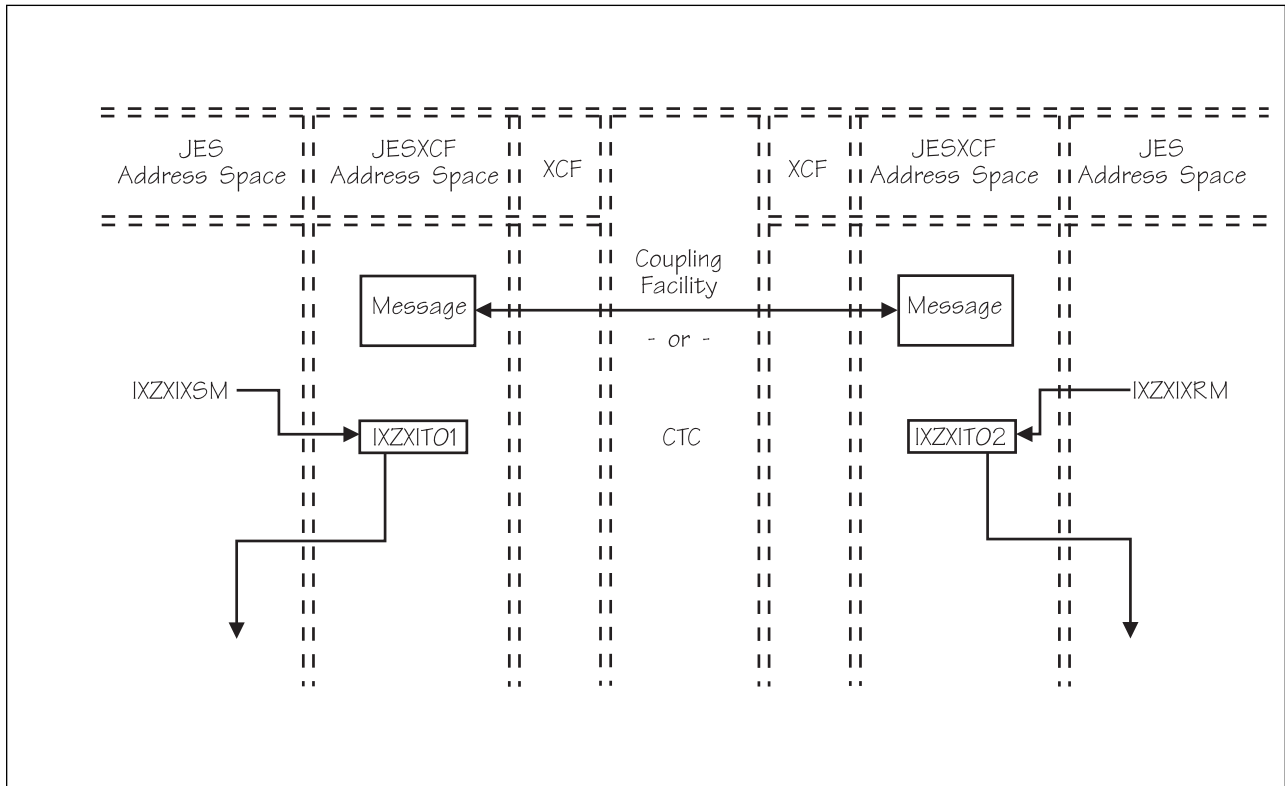 JES
Address Space
JESXCF
Address Space
XCF
XCF
JESXCF
Address Space
JES
Address Space
Coupling
Facility
Message
Message
- or -
IXZXIXSM
IXZXIXRM
IXZXIT01
CTC
IXZXIT02